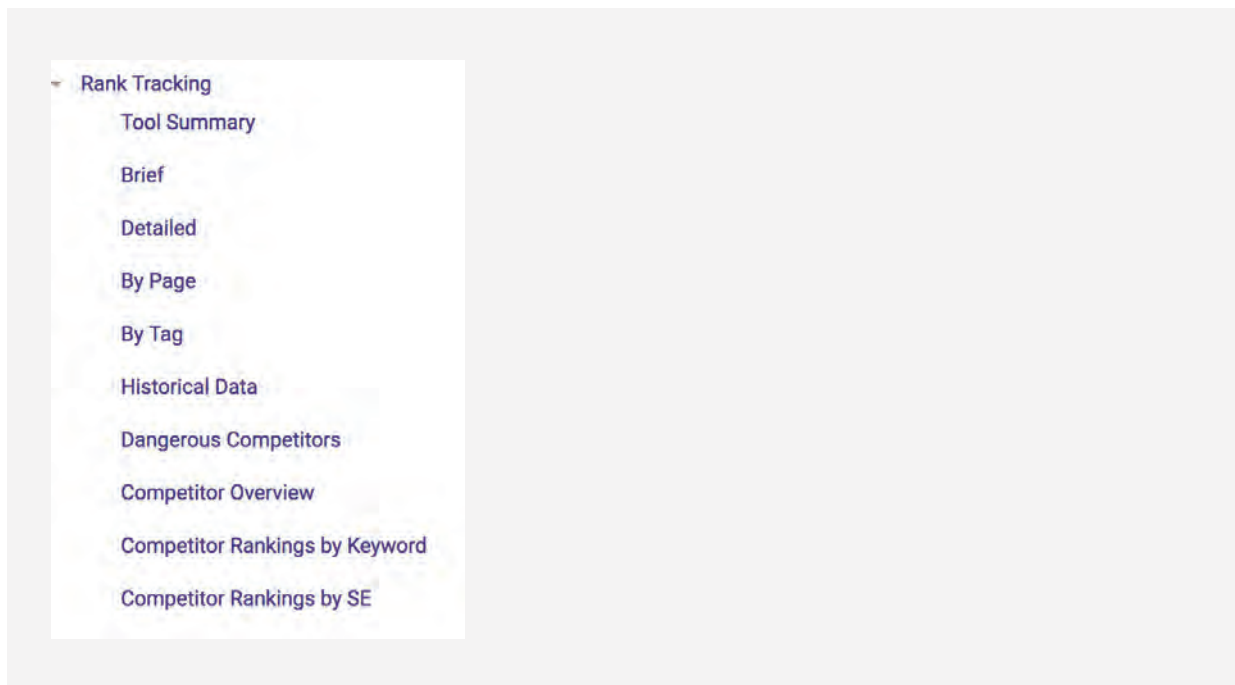 Rank Tracking
Tool Summary
Brief
Detailed
By Page
By Tag
Historical Data
Dangerous Competitors
Competitor Overview
Competitor Rankings by Keyword
Competitor Rankings by SE